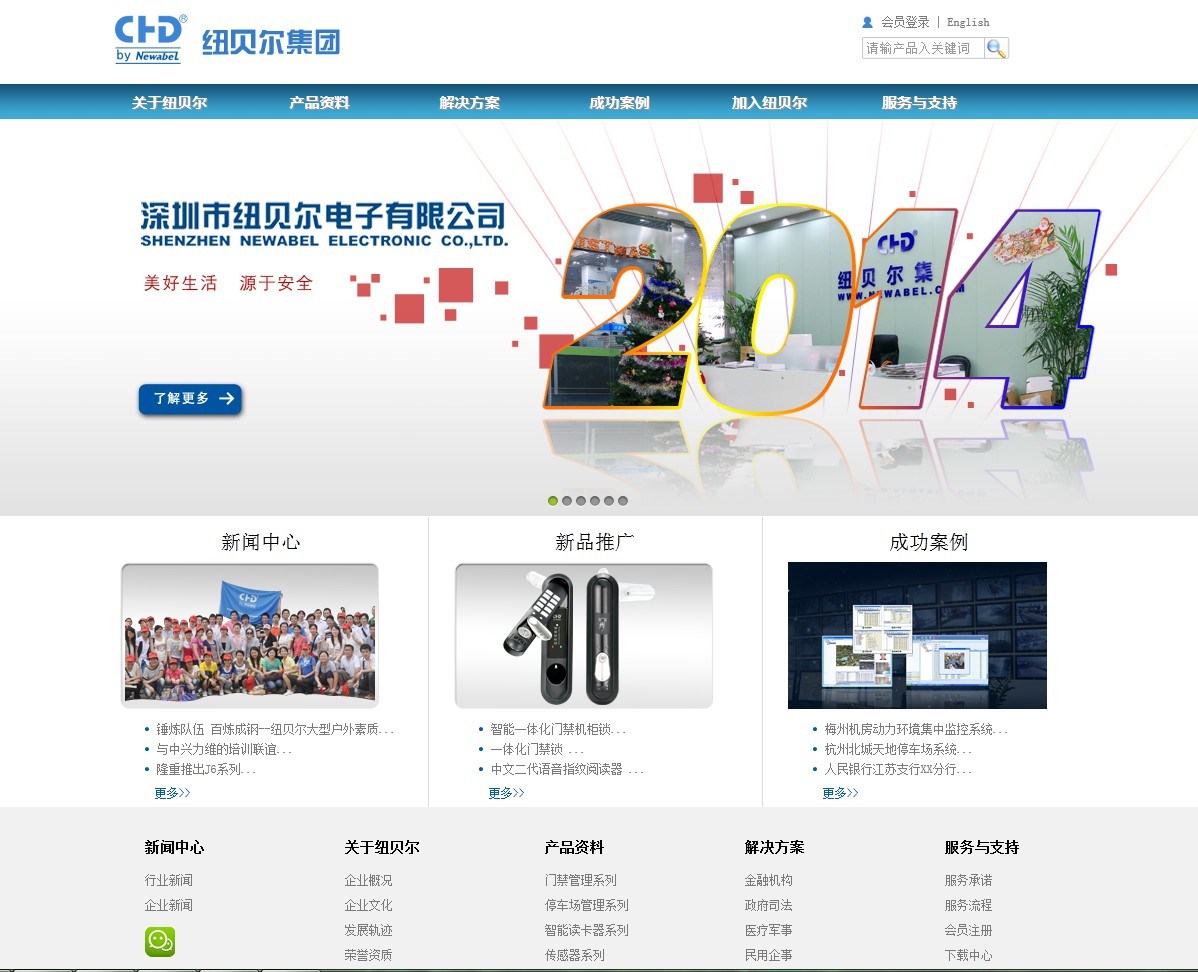 CHD®
by Newabel
纽贝尔集团
会员登录 | English
请输产品入关键词
关于纽贝尔 产品资料 解决方案 成功案例 加入纽贝尔 服务与支持
深圳市纽贝尔电子有限公司
SHENZHEN NEWABEL ELECTRONIC CO.,LTD.
美好生活 源于安全
2014
CHD
纽贝尔集
WWW.NEWABEL.COM
了解更多
新闻中心
CHD
锤炼队伍 百炼成钢--纽贝尔大型户外素质...
与中兴力维的培训联谊...
隆重推出J6系列...
更多>>
新品推广
智能一体化门禁机柜锁...
一体化门禁锁 ...
中文二代语音指纹阅读器 ...
更多>>
成功案例
梅州机房动力环境集中监控系统...
杭州北城天地停车场系统...
人民银行江苏支行XX分行...
更多>>
新闻中心
行业新闻
企业新闻
关于纽贝尔
企业概况
企业文化
发展轨迹
荣誉资质
产品资料
门禁管理系列
停车场管理系列
智能读卡器系列
传感器系列
解决方案
金融机构
政府司法
医疗军事
民用企事
服务与支持
服务承诺
服务流程
会员注册
下载中心